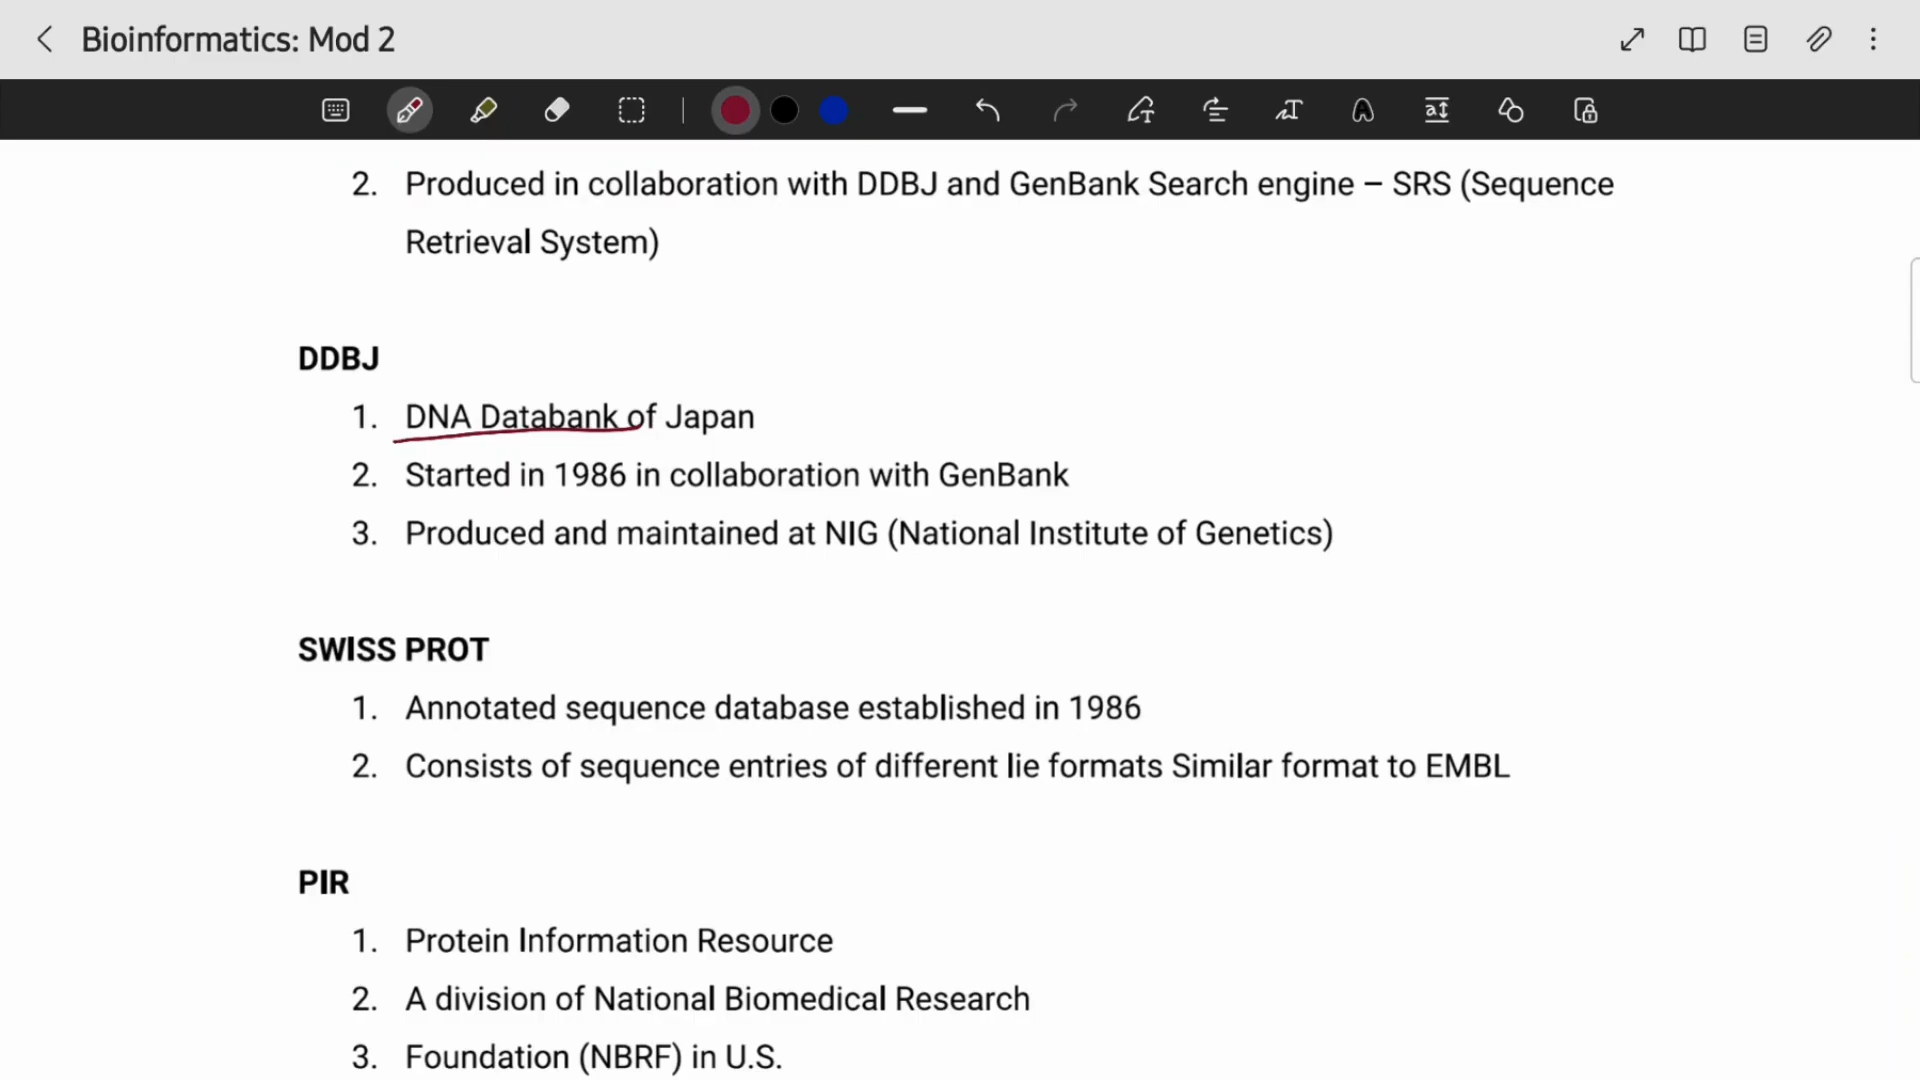 Bioinformatics: Mod 2
2. Produced in collaboration with DDBJ and GenBank Search engine – SRS (Sequence
Retrieval System)
DDBJ
1. DNA Databank of Japan
2. Started in 1986 in collaboration with GenBank
3. Produced and maintained at NIG (National Institute of Genetics)
SWISS PROT
1. Annotated sequence database established in 1986
2. Consists of sequence entries of different lie formats Similar format to EMBL
PIR
1. Protein Information Resource
2. A division of National Biomedical Research
3. Foundation (NBRF) in U.S.